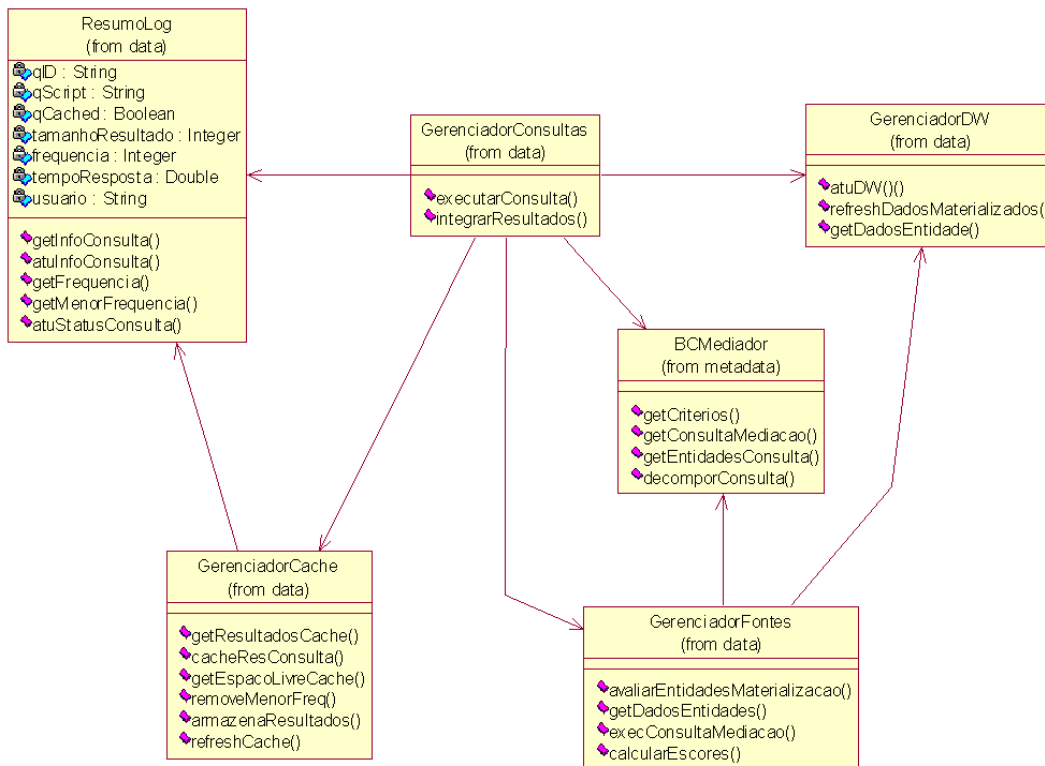 ResumoLog
(from data)
qID : String
qScript : String
qCached : Boolean
tamanhoResultado : Integer
frequencia : Integer
tempoResposta : Double
usuario : String
getInfoConsulta()
atuInfoConsulta()
getFrequencia()
getMenorFrequencia()
atuStatusConsulta()
GerenciadorConsultas
(from data)
executarConsulta()
integrarResultados()
GerenciadorDW
(from data)
atuDW()()
refreshDadosMaterializados()
getDadosEntidade()
BCMediador
(from metadata)
getCriterios()
getConsultaMediacao()
getEntidadesConsulta()
decomporConsulta()
GerenciadorCache
(from data)
getResultadosCache()
cacheResConsulta()
getEspacoLivreCache()
removeMenorFreq()
armazenaResultados()
refreshCache()
GerenciadorFontes
(from data)
avaliarEntidadesMaterializacao()
getDadosEntidades()
execConsultaMediacao()
calcularEscores()